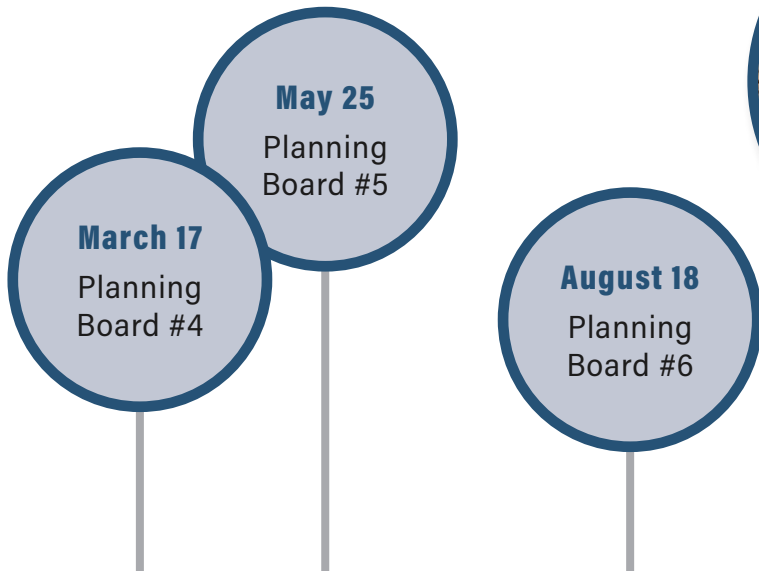 March 17
Planning
Board #4
May 25
Planning
Board #5
August 18
Planning
Board #6